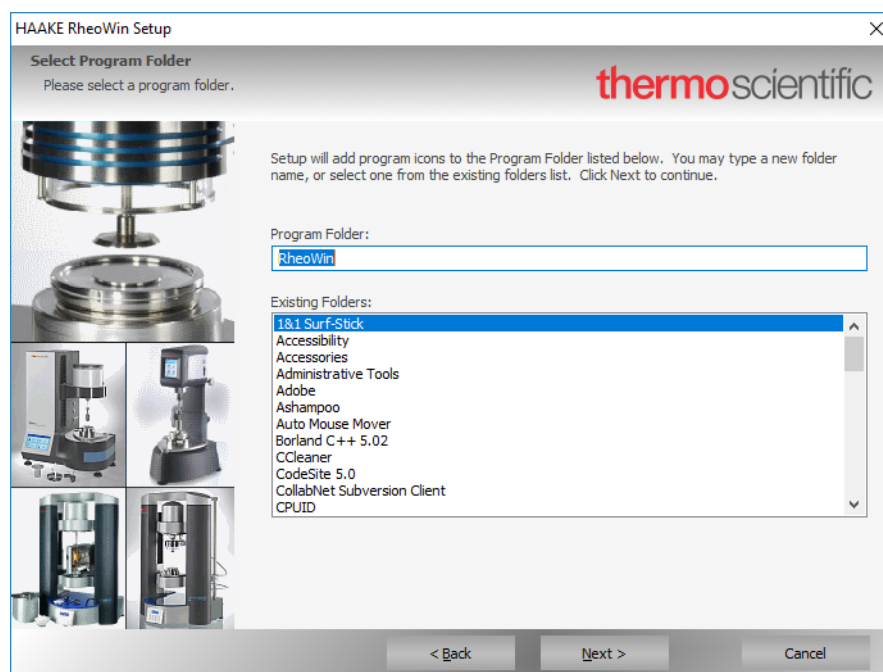 HAAKE RheoWin Setup
Select Program Folder
Please select a program folder.
thermoscientific
Setup will add program icons to the Program Folder listed below.  You may type a new folder
name, or select one from the existing folders list.  Click Next to continue.
Program Folder:
RheoWin
Existing Folders:
1&1 Surf-Stick
Accessibility
Accessories
Administrative Tools
Adobe
Ashampoo
Auto Mouse Mover
Borland C++ 5.02
CCleaner
CodeSite 5.0
CollabNet Subversion Client
CPUID
< Back
Next >
Cancel